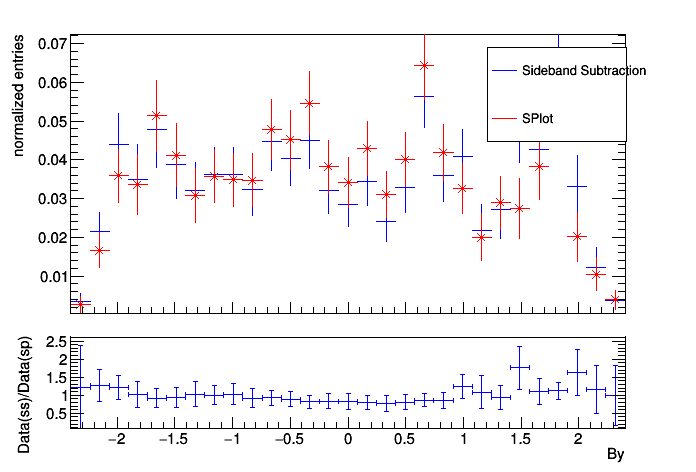 normalized entries
0.07
0.06
0.05
0.04
0.03
0.02
0.01
Sideband Subtraction
SPlot
Data(ss)/Data(sp)
2.5
2
1.5
1
0.5
−2 −1.5 −1 −0.5 0 0.5 1 1.5 2
By